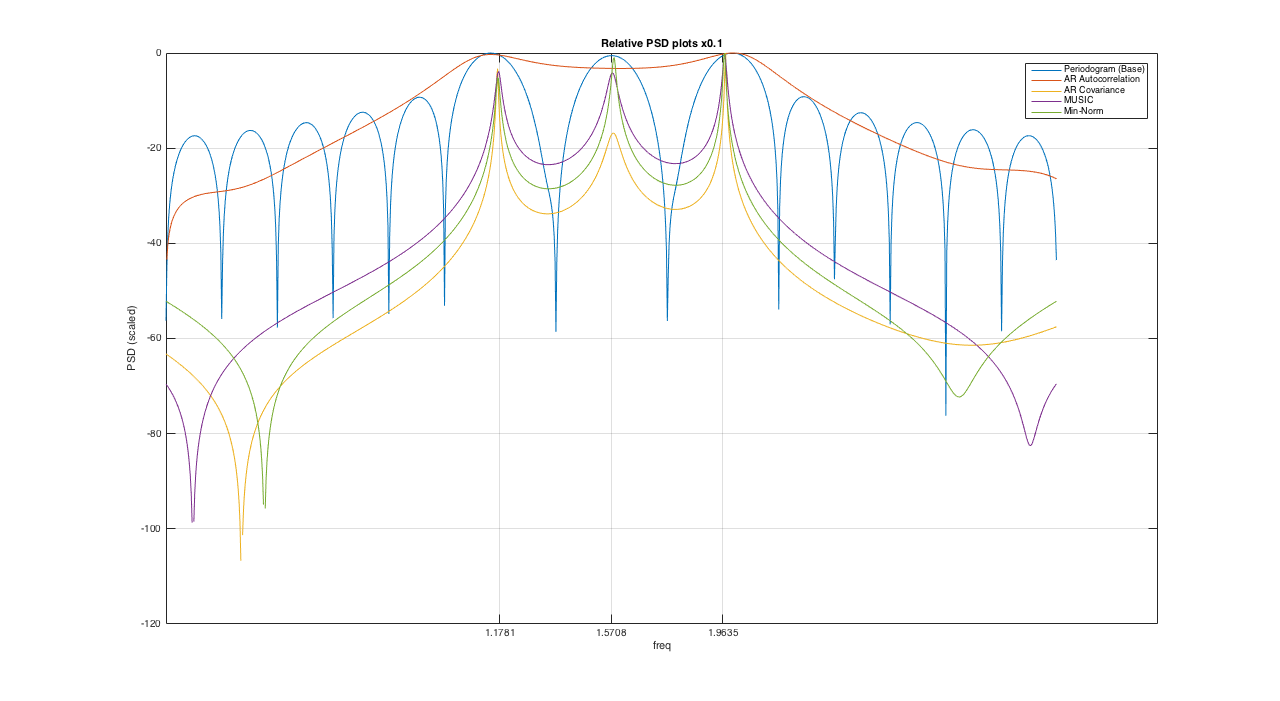 Relative PSD plots x0.1
Periodogram (Base)
AR Autocorrelation
AR Covariance
MUSIC
Min-Norm
0
-20
-40
-60
-80
-100
-120
PSD (scaled)
1.1781
1.5708
1.9635
freq